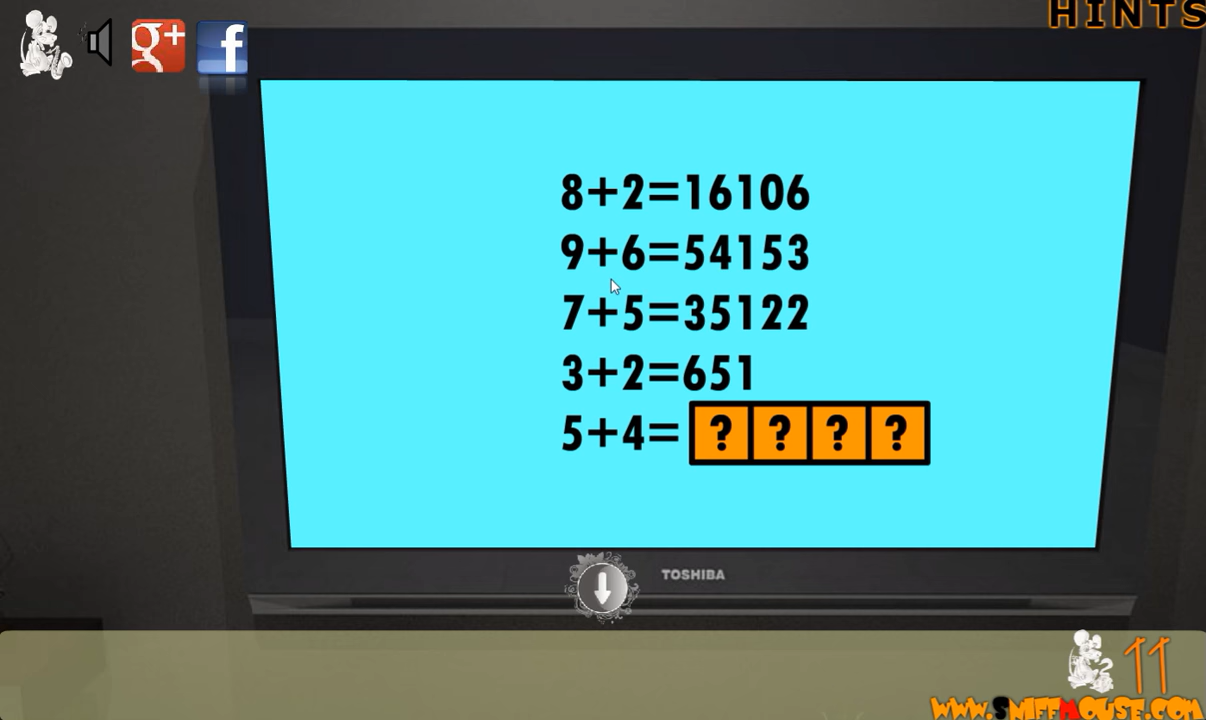 HINTS
g+ f
8+2=16106
9+6=54153
7+5=35122
3+2=651
5+4=????
TOSHIBA
11
www.SniffMouse.com